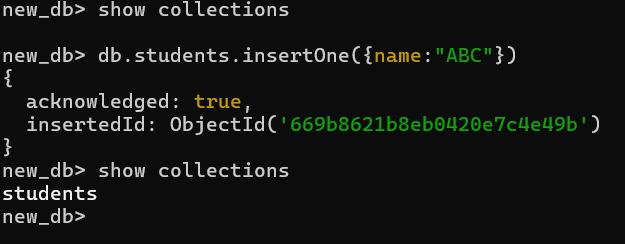 new_db> show collections
new_db> db.students.insertOne({name:"ABC"})
{
  acknowledged: true,
  insertedId: ObjectId('669b8621b8eb0420e7c4e49b')
}
new_db> show collections
students
new_db>